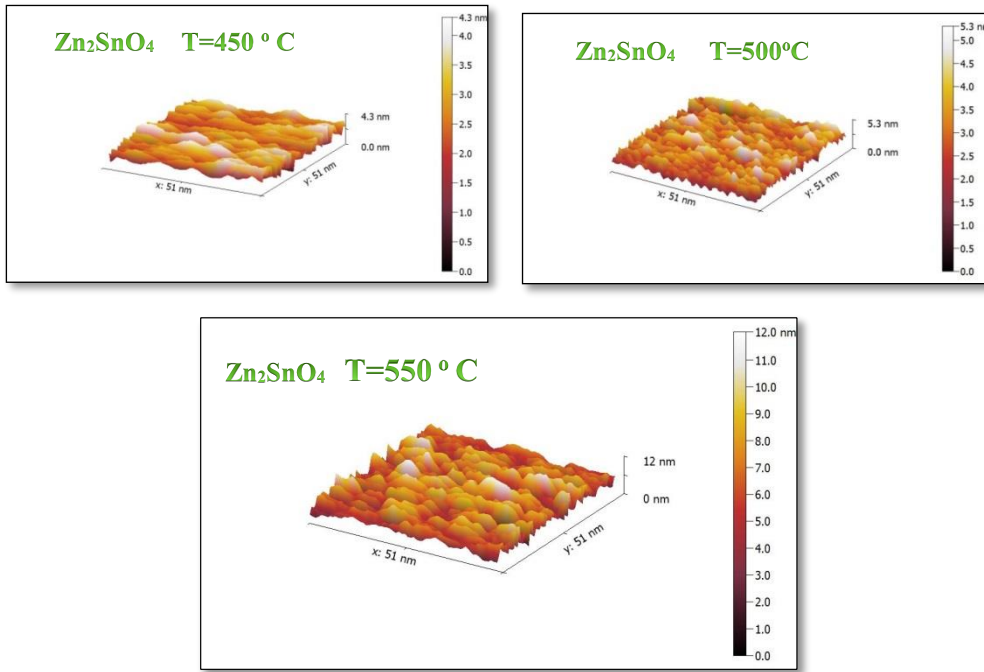 Zn₂SnO₄ T=450 ° C
4.3 nm
4.0
3.5
3.0
2.5
2.0
1.5
1.0
0.5
0.0
4.3 nm
0.0 nm
x: 51 nm
y: 51 nm
Zn₂SnO₄ T=500°C
5.3 nm
5.0
4.5
4.0
3.5
3.0
2.5
2.0
1.5
1.0
0.5
0.0
5.3 nm
0.0 nm
x: 51 nm
y: 51 nm
Zn₂SnO₄ T=550 ° C
12.0 nm
11.0
10.0
9.0
8.0
7.0
6.0
5.0
4.0
3.0
2.0
1.0
0.0
12 nm
0 nm
x: 51 nm
y: 51 nm